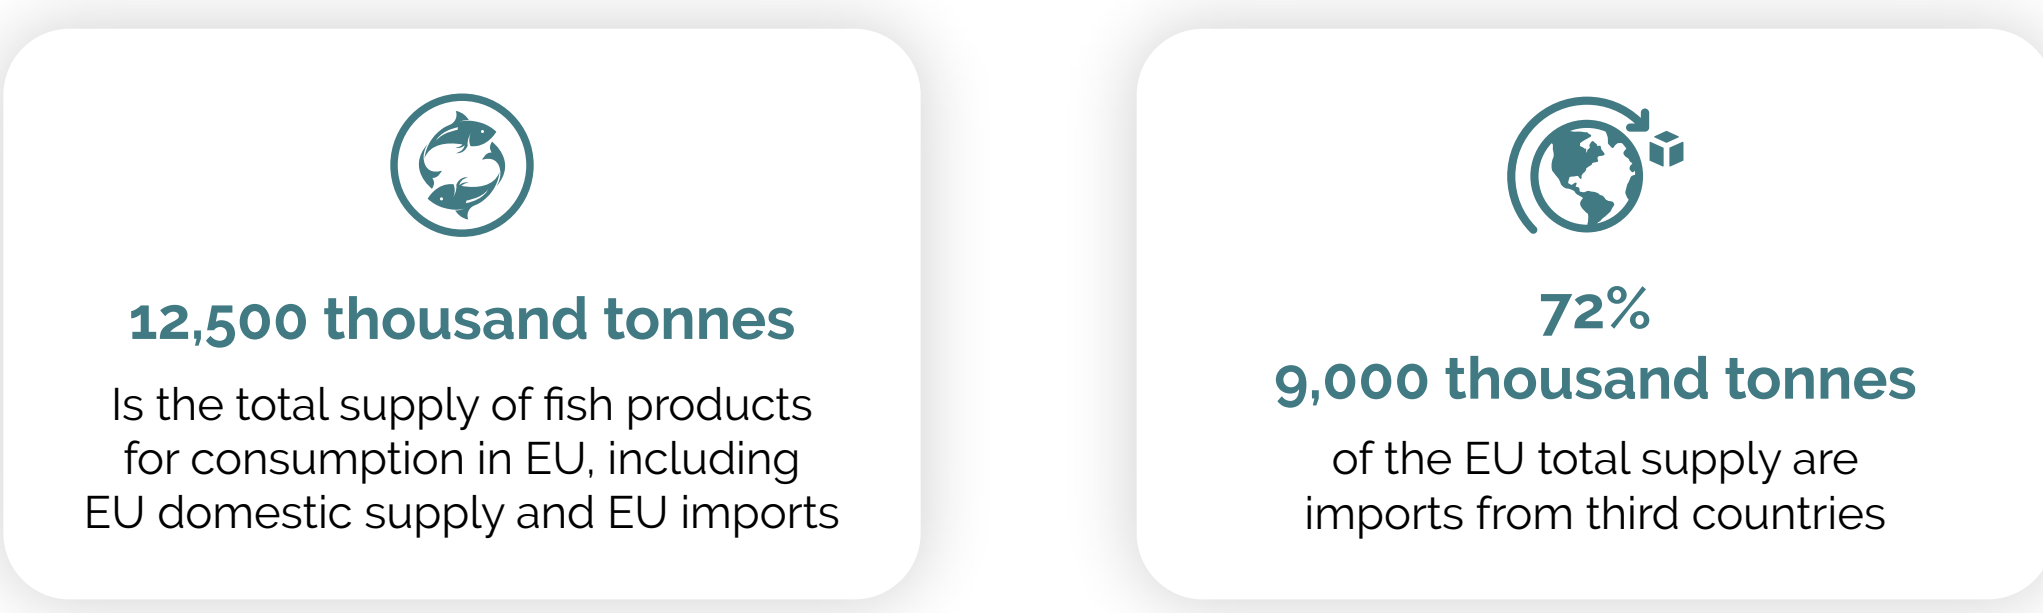 12,500 thousand tonnes
Is the total supply of fish products
for consumption in EU, including
EU domestic supply and EU imports
72%
9,000 thousand tonnes
of the EU total supply are
imports from third countries